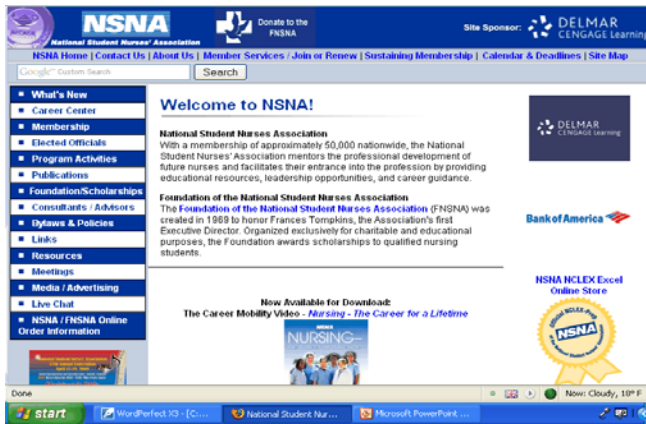 NSNA
National Student Nurses' Association
Donate to the
FNSNA
Site Sponsor:
DELMAR
CENGAGE Learning
NSNA Home | Contact Us | About Us | Member Services / Join or Renew | Sustaining Membership | Calendar & Deadlines | Site Map
Google™ Custom Search
Search
What's New
Career Center
Membership
Elected Officials
Program Activities
Publications
Foundation/Scholarships
Consultants / Advisors
Bylaws & Policies
Links
Resources
Meetings
Media / Advertising
Live Chat
NSNA / FNSNA Online
Order Information
Welcome to NSNA!
National Student Nurses Association
With a membership of approximately 50,000 nationwide, the National
Student Nurses' Association mentors the professional development of
future nurses and facilitates their entrance into the profession by providing
educational resources, leadership opportunities, and career guidance.
Foundation of the National Student Nurses Association
The Foundation of the National Student Nurses Association (FNSNA) was
created in 1969 to honor Frances Tompkins, the Association's first
Executive Director. Organized exclusively for charitable and educational
purposes, the Foundation awards scholarships to qualified nursing
students.
Now Available for Download:
The Career Mobility Video - Nursing - The Career for a Lifetime
NURSING
DELMAR
CENGAGE Learning
Bank of America
NSNA NCLEX Excel
Online Store
NSNA
Done
Now: Cloudy, 18° F
start
WordPerfect X3 - [C:...
National Student Nur...
Microsoft PowerPoint ...